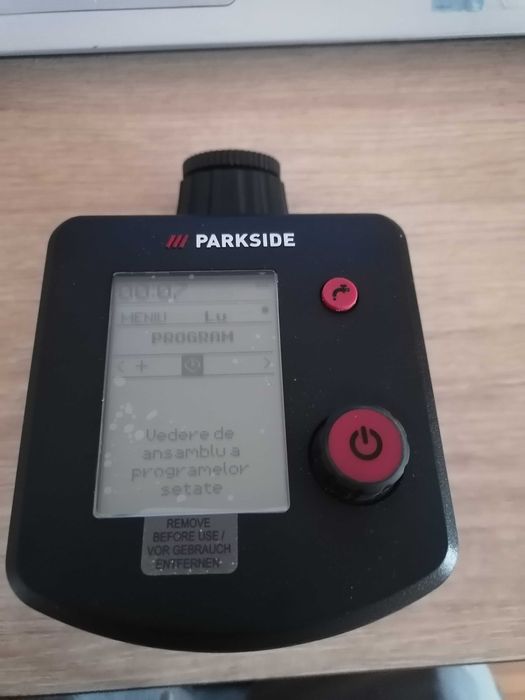 PARKSIDE
00:07
MENIU Lu
PROGRAM
< + >
Vedere de
ansamblu a
programelor
setate
REMOVE
BEFORE USE /
VOR GEBRAUCH
ENTFERNEN